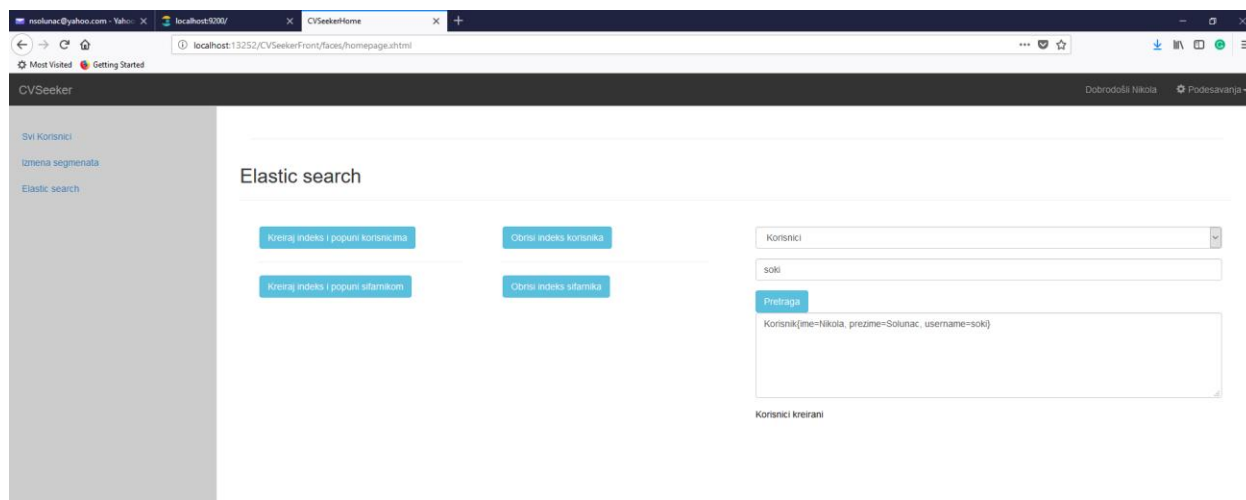 nsolunac@yahoo.com - Yahoo
localhost:9200/
CVSeekerHome
localhost:13252/CVSeekerFront/faces/homepage.xhtml
Most Visited Getting Started
CVSeeker
Dobrodošli Nikola Podesavanja
Svi Korisnici
Izmena segmenata
Elastic search
Elastic search
Kreiraj indeks i popuni korisnicima
Obrisi indeks korisnika
Kreiraj indeks i popuni sifarnikom
Obrisi indeks sifarnika
Korisnici
soki
Pretraga
Korisnik{ime=Nikola, prezime=Solunac, username=soki}
Korisnici kreirani